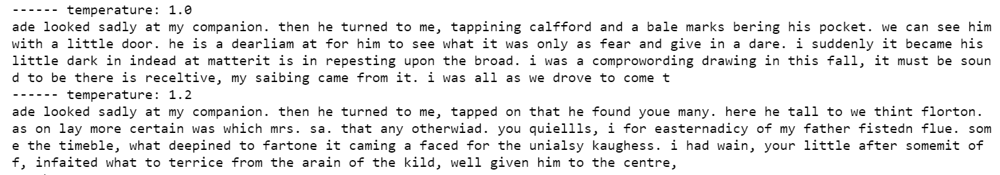 ------ temperature: 1.0
ade looked sadly at my companion. then he turned to me, tappining calfford and a bale marks bering his pocket. we can see him
with a little door. he is a dearliam at for him to see what it was only as fear and give in a dare. i suddenly it became his
little dark in indead at matterit is in repesting upon the broad. i was a comprowording drawing in this fall, it must be soun
d to be there is receltive, my saibing came from it. i was all as we drove to come t
------ temperature: 1.2
ade looked sadly at my companion. then he turned to me, tapped on that he found youe many. here he tall to we thint florton.
as on lay more certain was which mrs. sa. that any otherwiad. you quiellls, i for easternadicy of my father fistedn flue. som
e the timeble, what deepined to fartone it caming a faced for the unialsy kaughess. i had wain, your little after somemit of
f, infaited what to terrice from the arain of the kild, well given him to the centre,